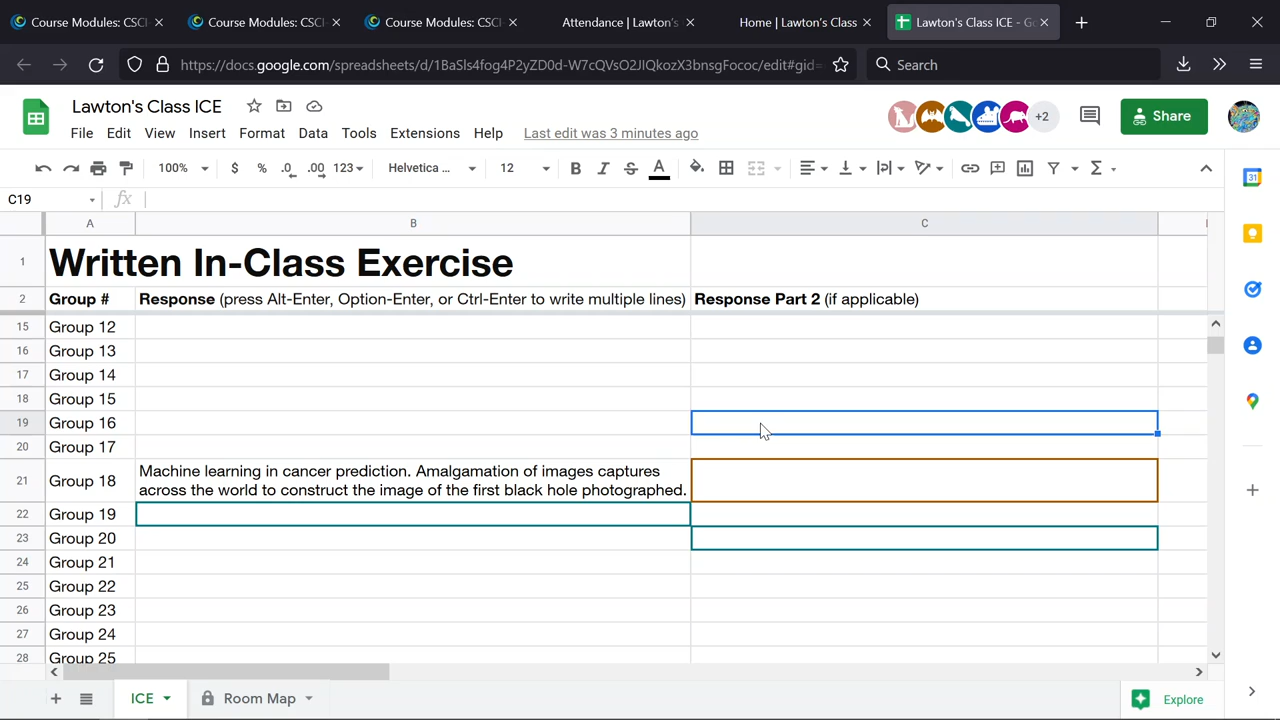 Course Modules: CSCI
Course Modules: CSCI
Course Modules: CSCI
Attendance | Lawton's
Home | Lawton's Class
Lawton's Class ICE - Go
https://docs.google.com/spreadsheets/d/1BaSls4fog4P2yZD0d-W7cQVsO2JIQkozX3bnsgFococ/edit#gid=
Search
Lawton's Class ICE
File Edit View Insert Format Data Tools Extensions Help Last edit was 3 minutes ago
+2
Share
100% $ % .0 .00 123 Helvetica ... 12 B I S A
C19
fx
A B C
1 Written In-Class Exercise
2 Group # Response (press Alt-Enter, Option-Enter, or Ctrl-Enter to write multiple lines) Response Part 2 (if applicable)
15 Group 12
16 Group 13
17 Group 14
18 Group 15
19 Group 16
20 Group 17
21 Group 18 Machine learning in cancer prediction. Amalgamation of images captures
across the world to construct the image of the first black hole photographed.
22 Group 19
23 Group 20
24 Group 21
25 Group 22
26 Group 23
27 Group 24
28 Group 25
ICE
Room Map
Explore
31